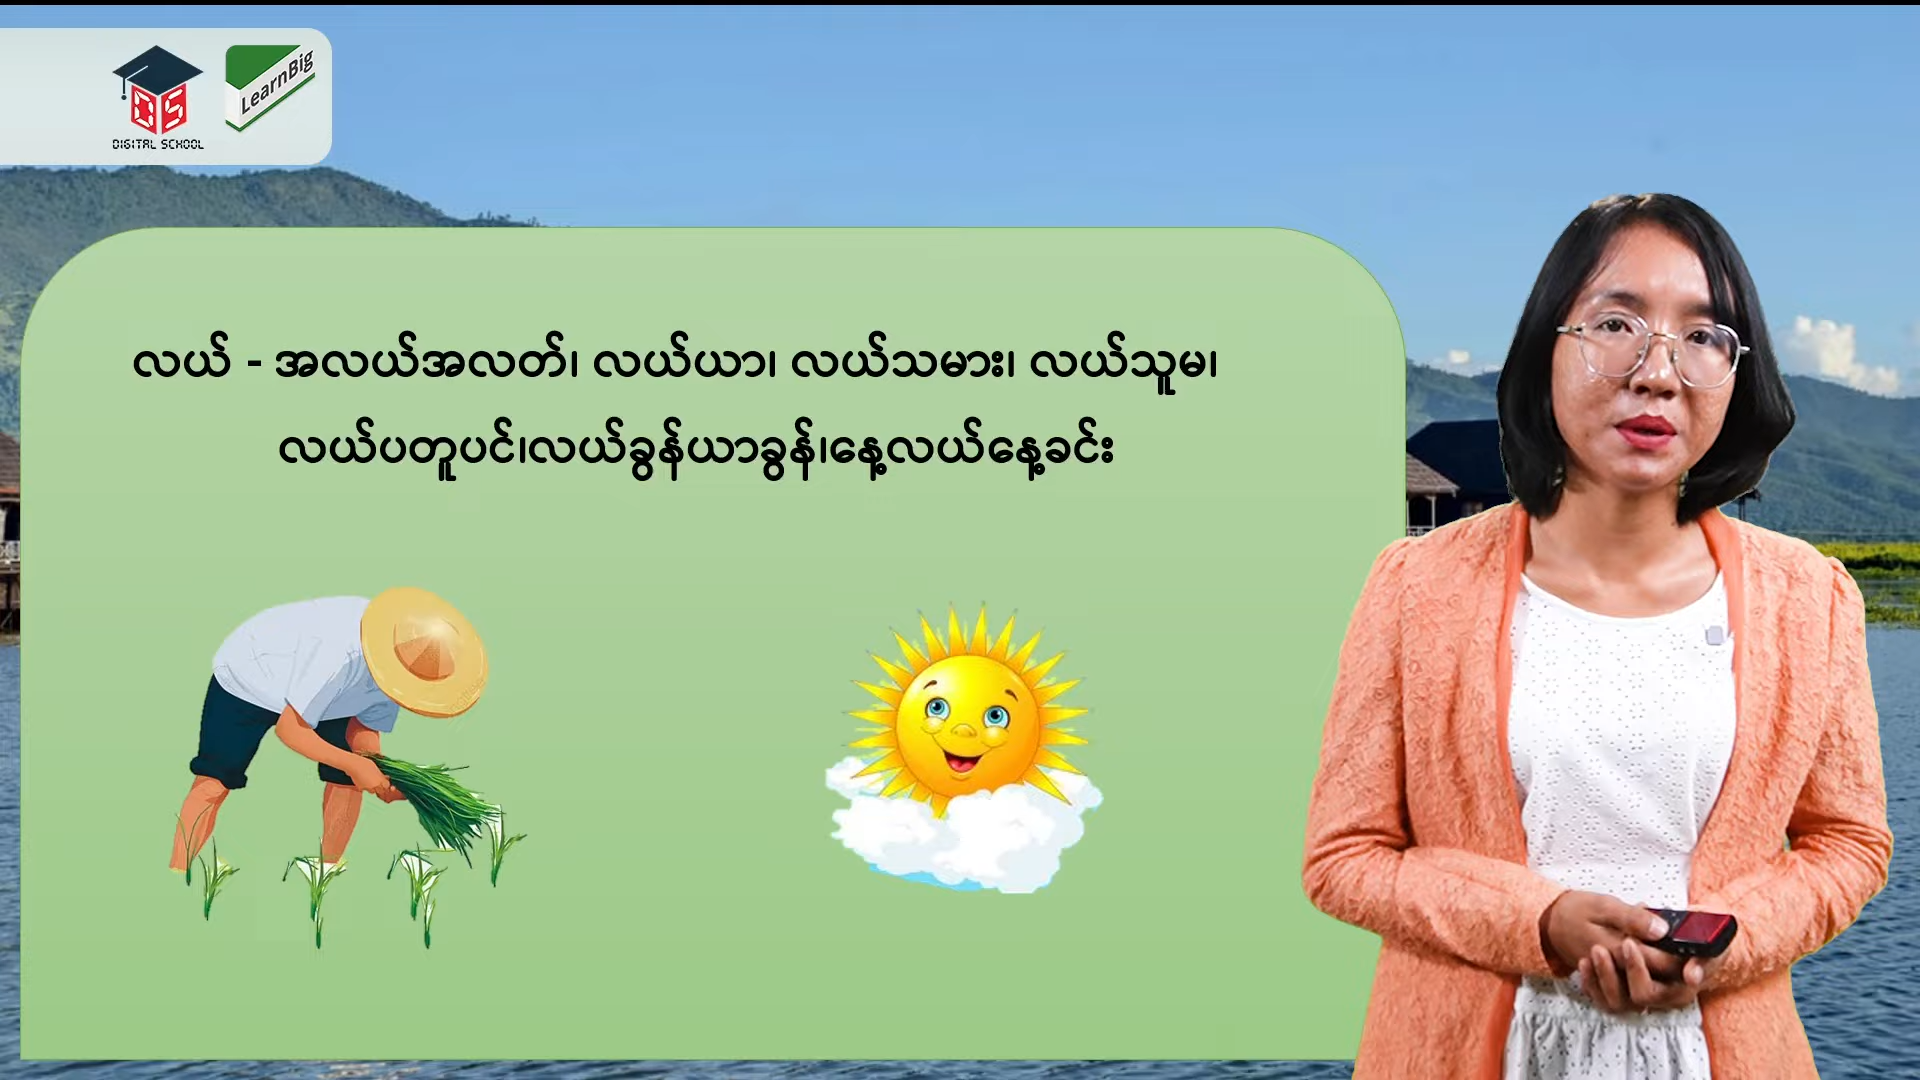 DS
DIGITAL SCHOOL
LearnBig
လယ် - အလယ်အလတ်၊ လယ်ယာ၊ လယ်သမား၊ လယ်သူမ၊
လယ်ပတူပင်၊လယ်ခွန်ယာခွန်၊နေ့လယ်နေ့ခင်း